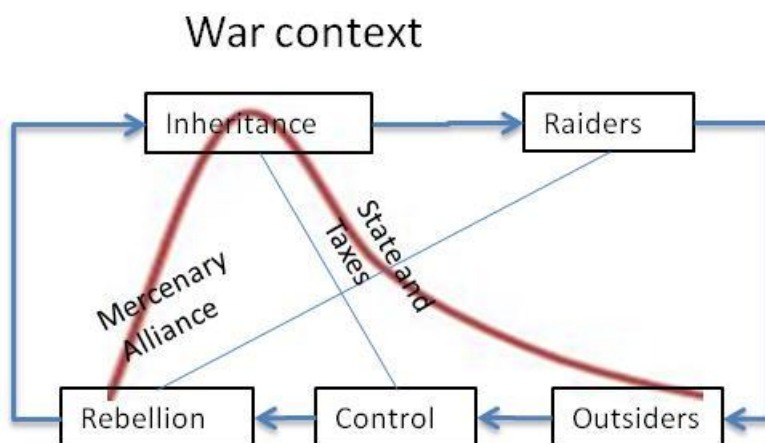 War context
Inheritance
Raiders
Mercenary
Alliance
State and
Taxes
Rebellion
Control
Outsiders